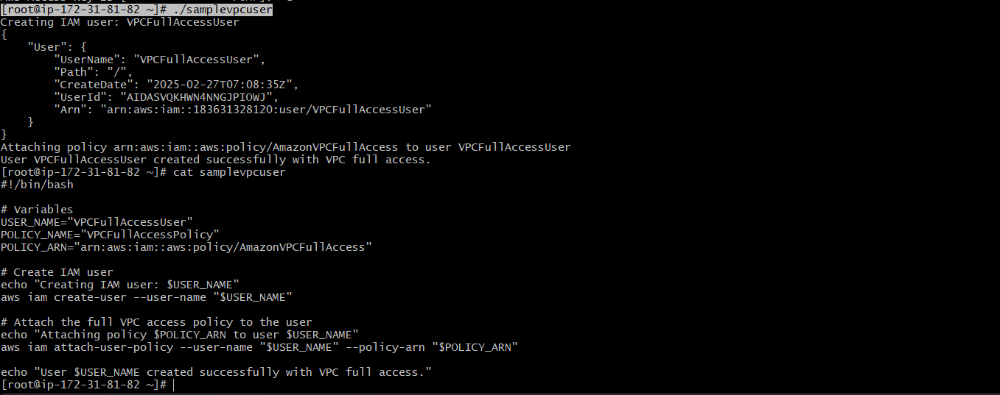 [root@ip-172-31-81-82 ~]# ./samplevpcuser
Creating IAM user: VPCFullAccessUser
{
    "User": {
        "UserName": "VPCFullAccessUser",
        "Path": "/",
        "CreateDate": "2025-02-27T07:08:35Z",
        "UserId": "AIDASVQKHWN4NNGJPIOWJ",
        "Arn": "arn:aws:iam::183631328120:user/VPCFullAccessUser"
    }
}
Attaching policy arn:aws:iam::aws:policy/AmazonVPCFullAccess to user VPCFullAccessUser
User VPCFullAccessUser created successfully with VPC full access.
[root@ip-172-31-81-82 ~]# cat samplevpcuser
#!/bin/bash

# Variables
USER_NAME="VPCFullAccessUser"
POLICY_NAME="VPCFullAccessPolicy"
POLICY_ARN="arn:aws:iam::aws:policy/AmazonVPCFullAccess"

# Create IAM user
echo "Creating IAM user: $USER_NAME"
aws iam create-user --user-name "$USER_NAME"

# Attach the full VPC access policy to the user
echo "Attaching policy $POLICY_ARN to user $USER_NAME"
aws iam attach-user-policy --user-name "$USER_NAME" --policy-arn "$POLICY_ARN"

echo "User $USER_NAME created successfully with VPC full access."
[root@ip-172-31-81-82 ~]#